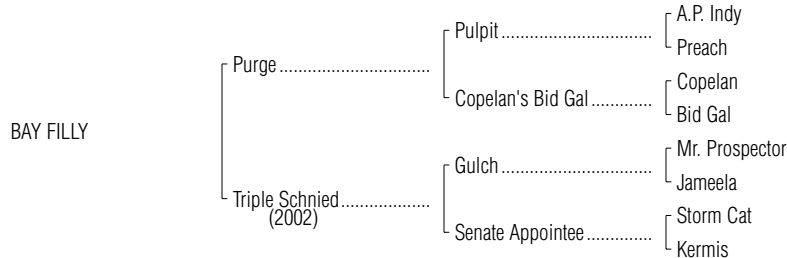 A.P. Indy
Pulpit................................
Preach
Purge................................
Copelan
Copelan's Bid Gal.............
Bid Gal
BAY FILLY
Mr. Prospector
Gulch................................
Jameela
Triple Schnied...................
(2002)
Storm Cat
Senate Appointee..............
Kermis